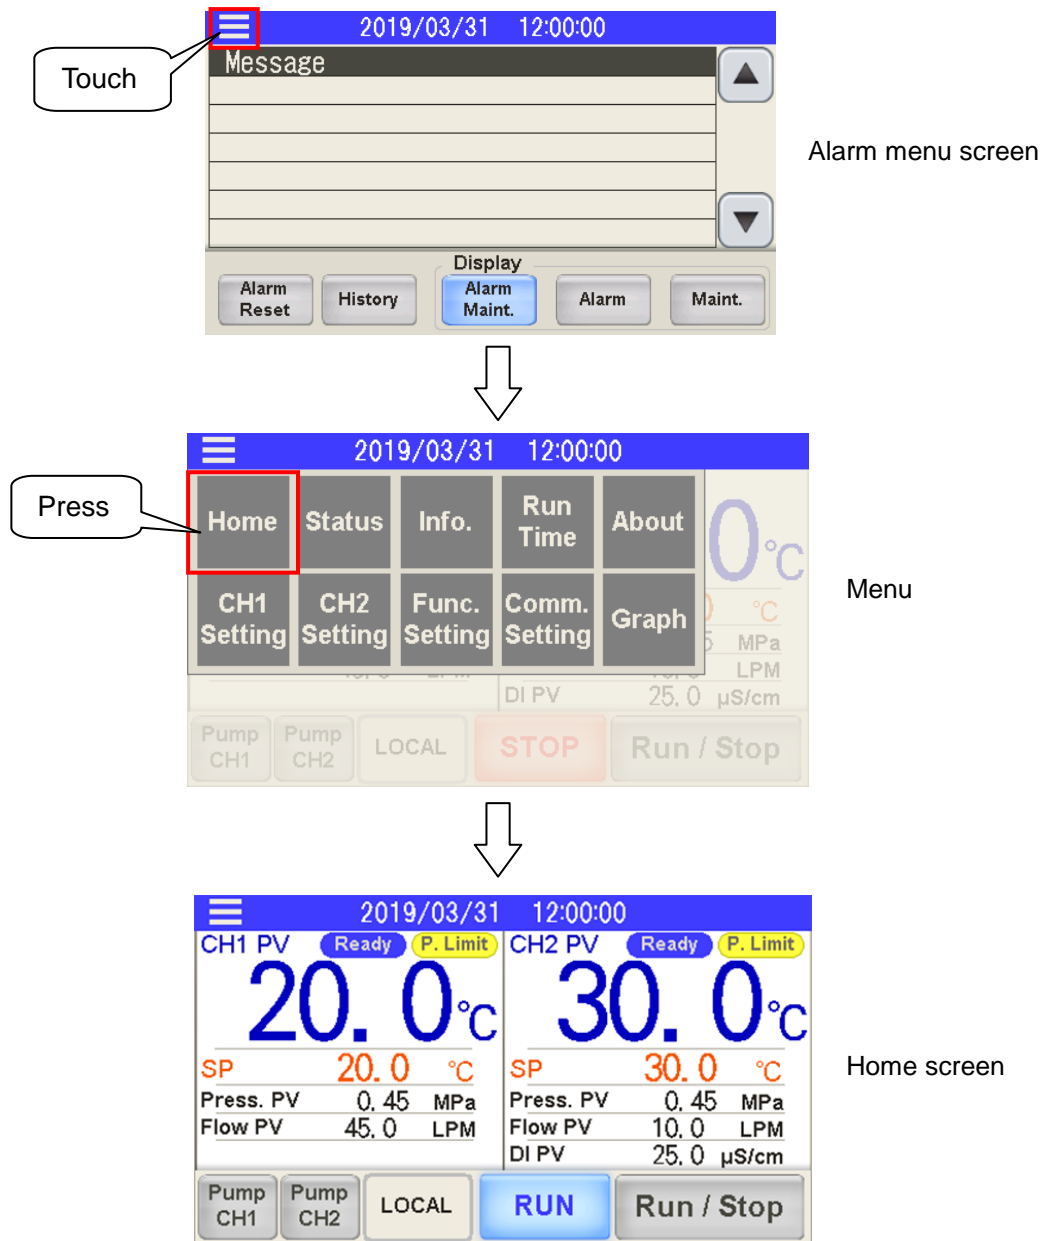 2019/03/31 12:00:00
Message
Touch
Alarm menu screen
Display
Alarm Reset
History
Alarm Maint.
Alarm
Maint.
2019/03/31 12:00:00
Press
Home Status Info. Run Time About
CH1 Setting CH2 Setting Func. Setting Comm. Setting Graph
0 °C
°C
5 MPa
LPM
DI PV 25.0 µS/cm
Menu
Pump CH1
Pump CH2
LOCAL
STOP
Run / Stop
2019/03/31 12:00:00
CH1 PV Ready P. Limit CH2 PV Ready P. Limit
20.0 °C 30.0 °C
SP 20.0 °C SP 30.0 °C
Home screen
Press. PV 0.45 MPa Press. PV 0.45 MPa
Flow PV 45.0 LPM Flow PV 10.0 LPM
DI PV 25.0 µS/cm
Pump CH1
Pump CH2
LOCAL
RUN
Run / Stop